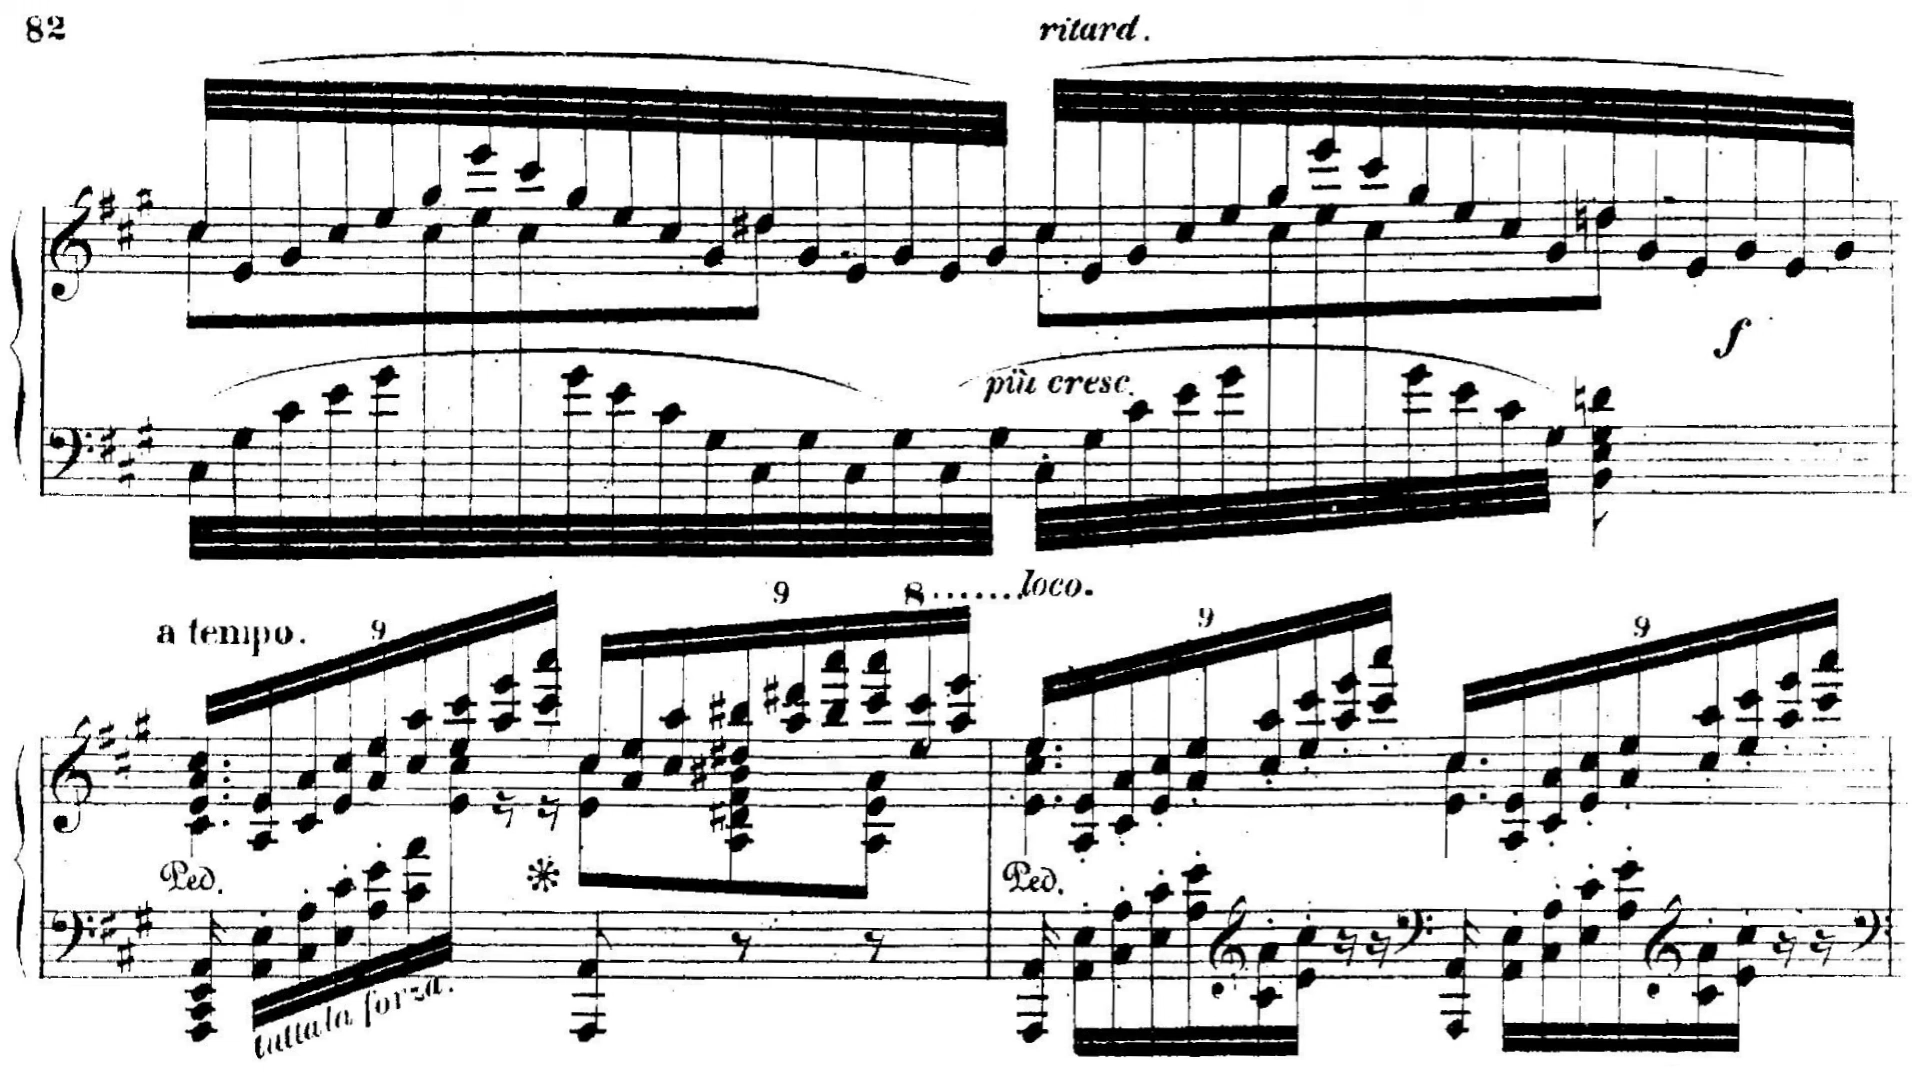 82
ritard.
f
più cresc.
9 8.......loco.
a tempo. 9 9 9
Ped. Ped.
tutta la forza.